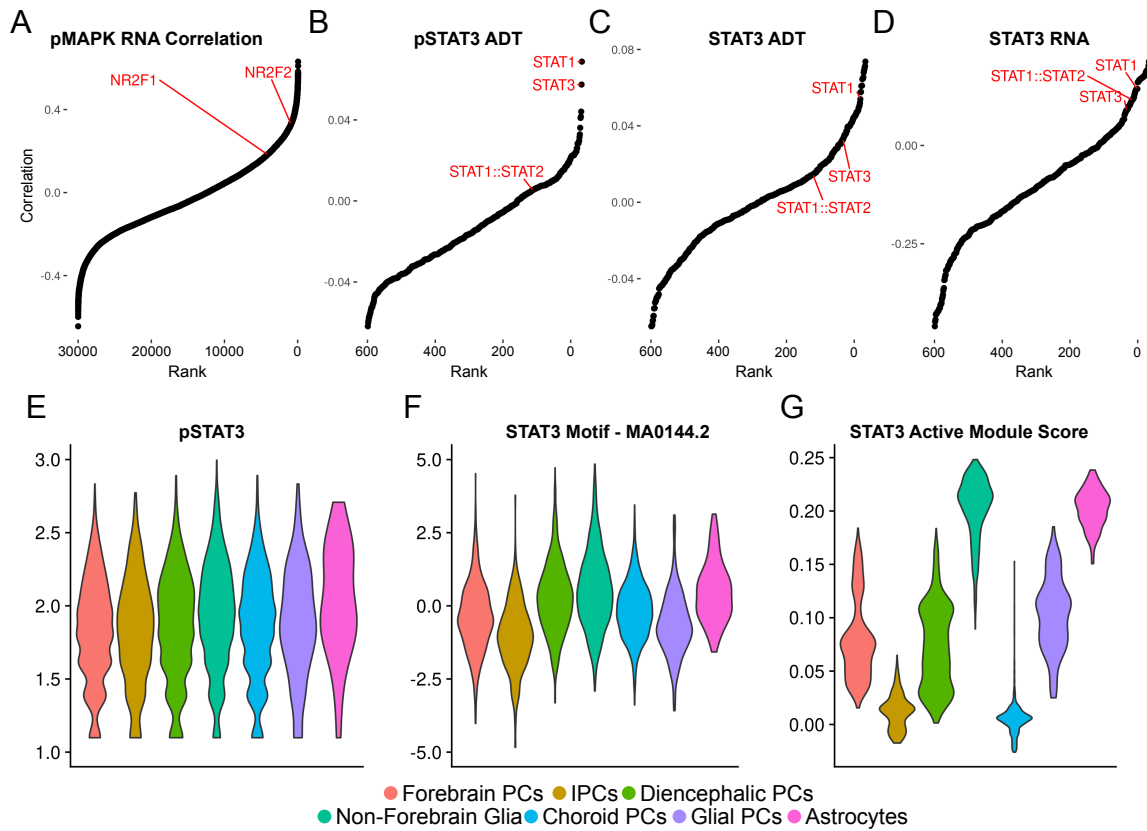 A
pMAPK RNA Correlation
Correlation
0.4
0.0
-0.4
NR2F1
NR2F2
30000 20000 10000 0
Rank
B
pSTAT3 ADT
0.04
0.00
-0.04
STAT1
STAT3
STAT1::STAT2
600 400 200 0
Rank
C
STAT3 ADT
0.08
0.04
0.00
-0.04
STAT1
STAT3
STAT1::STAT2
600 400 200 0
Rank
D
STAT3 RNA
0.00
-0.25
STAT1
STAT1::STAT2
STAT3
600 400 200 0
Rank
E
pSTAT3
3.0
2.5
2.0
1.5
1.0
F
STAT3 Motif - MA0144.2
5.0
2.5
0.0
-2.5
-5.0
G
STAT3 Active Module Score
0.25
0.20
0.15
0.10
0.05
0.00
Forebrain PCs IPCs Diencephalic PCs
Non-Forebrain Glia Choroid PCs Glial PCs Astrocytes